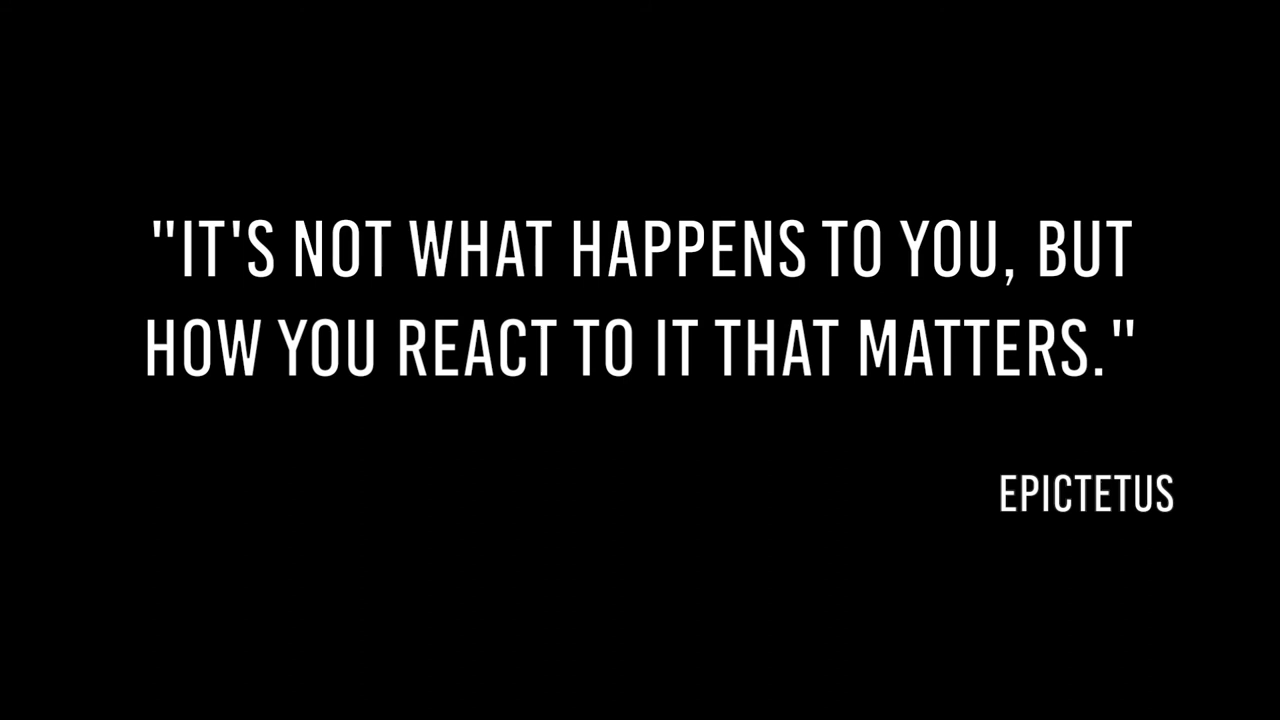 "IT'S NOT WHAT HAPPENS TO YOU, BUT
HOW YOU REACT TO IT THAT MATTERS."
EPICTETUS